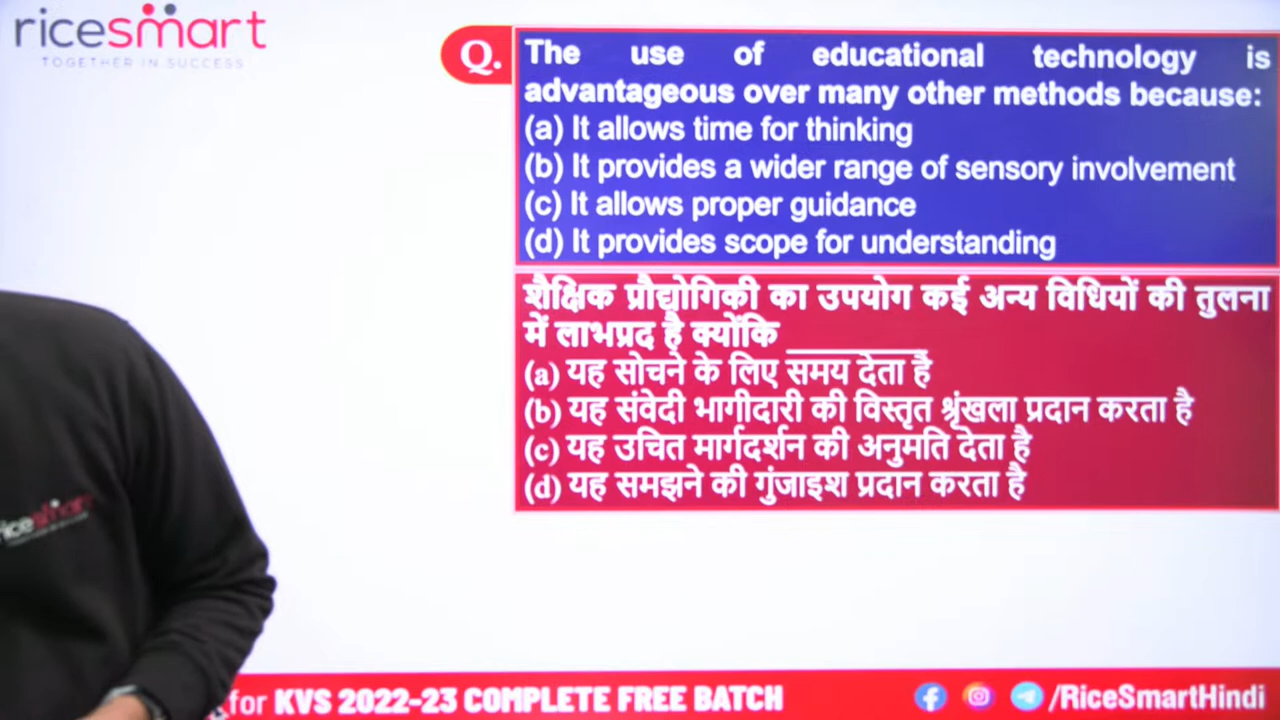 ricesmart
TOGETHER IN SUCCESS
Q.
The use of educational technology is
advantageous over many other methods because:
(a) It allows time for thinking
(b) It provides a wider range of sensory involvement
(c) It allows proper guidance
(d) It provides scope for understanding
शैक्षिक प्रौद्योगिकी का उपयोग कई अन्य विधियों की तुलना
में लाभप्रद है क्योंकि __________
(a) यह सोचने के लिए समय देता है
(b) यह संवेदी भागीदारी की विस्तृत श्रृंखला प्रदान करता है
(c) यह उचित मार्गदर्शन की अनुमति देता है
(d) यह समझने की गुंजाइश प्रदान करता है
ricesmart
for KVS 2022-23 COMPLETE FREE BATCH
/RiceSmartHindi